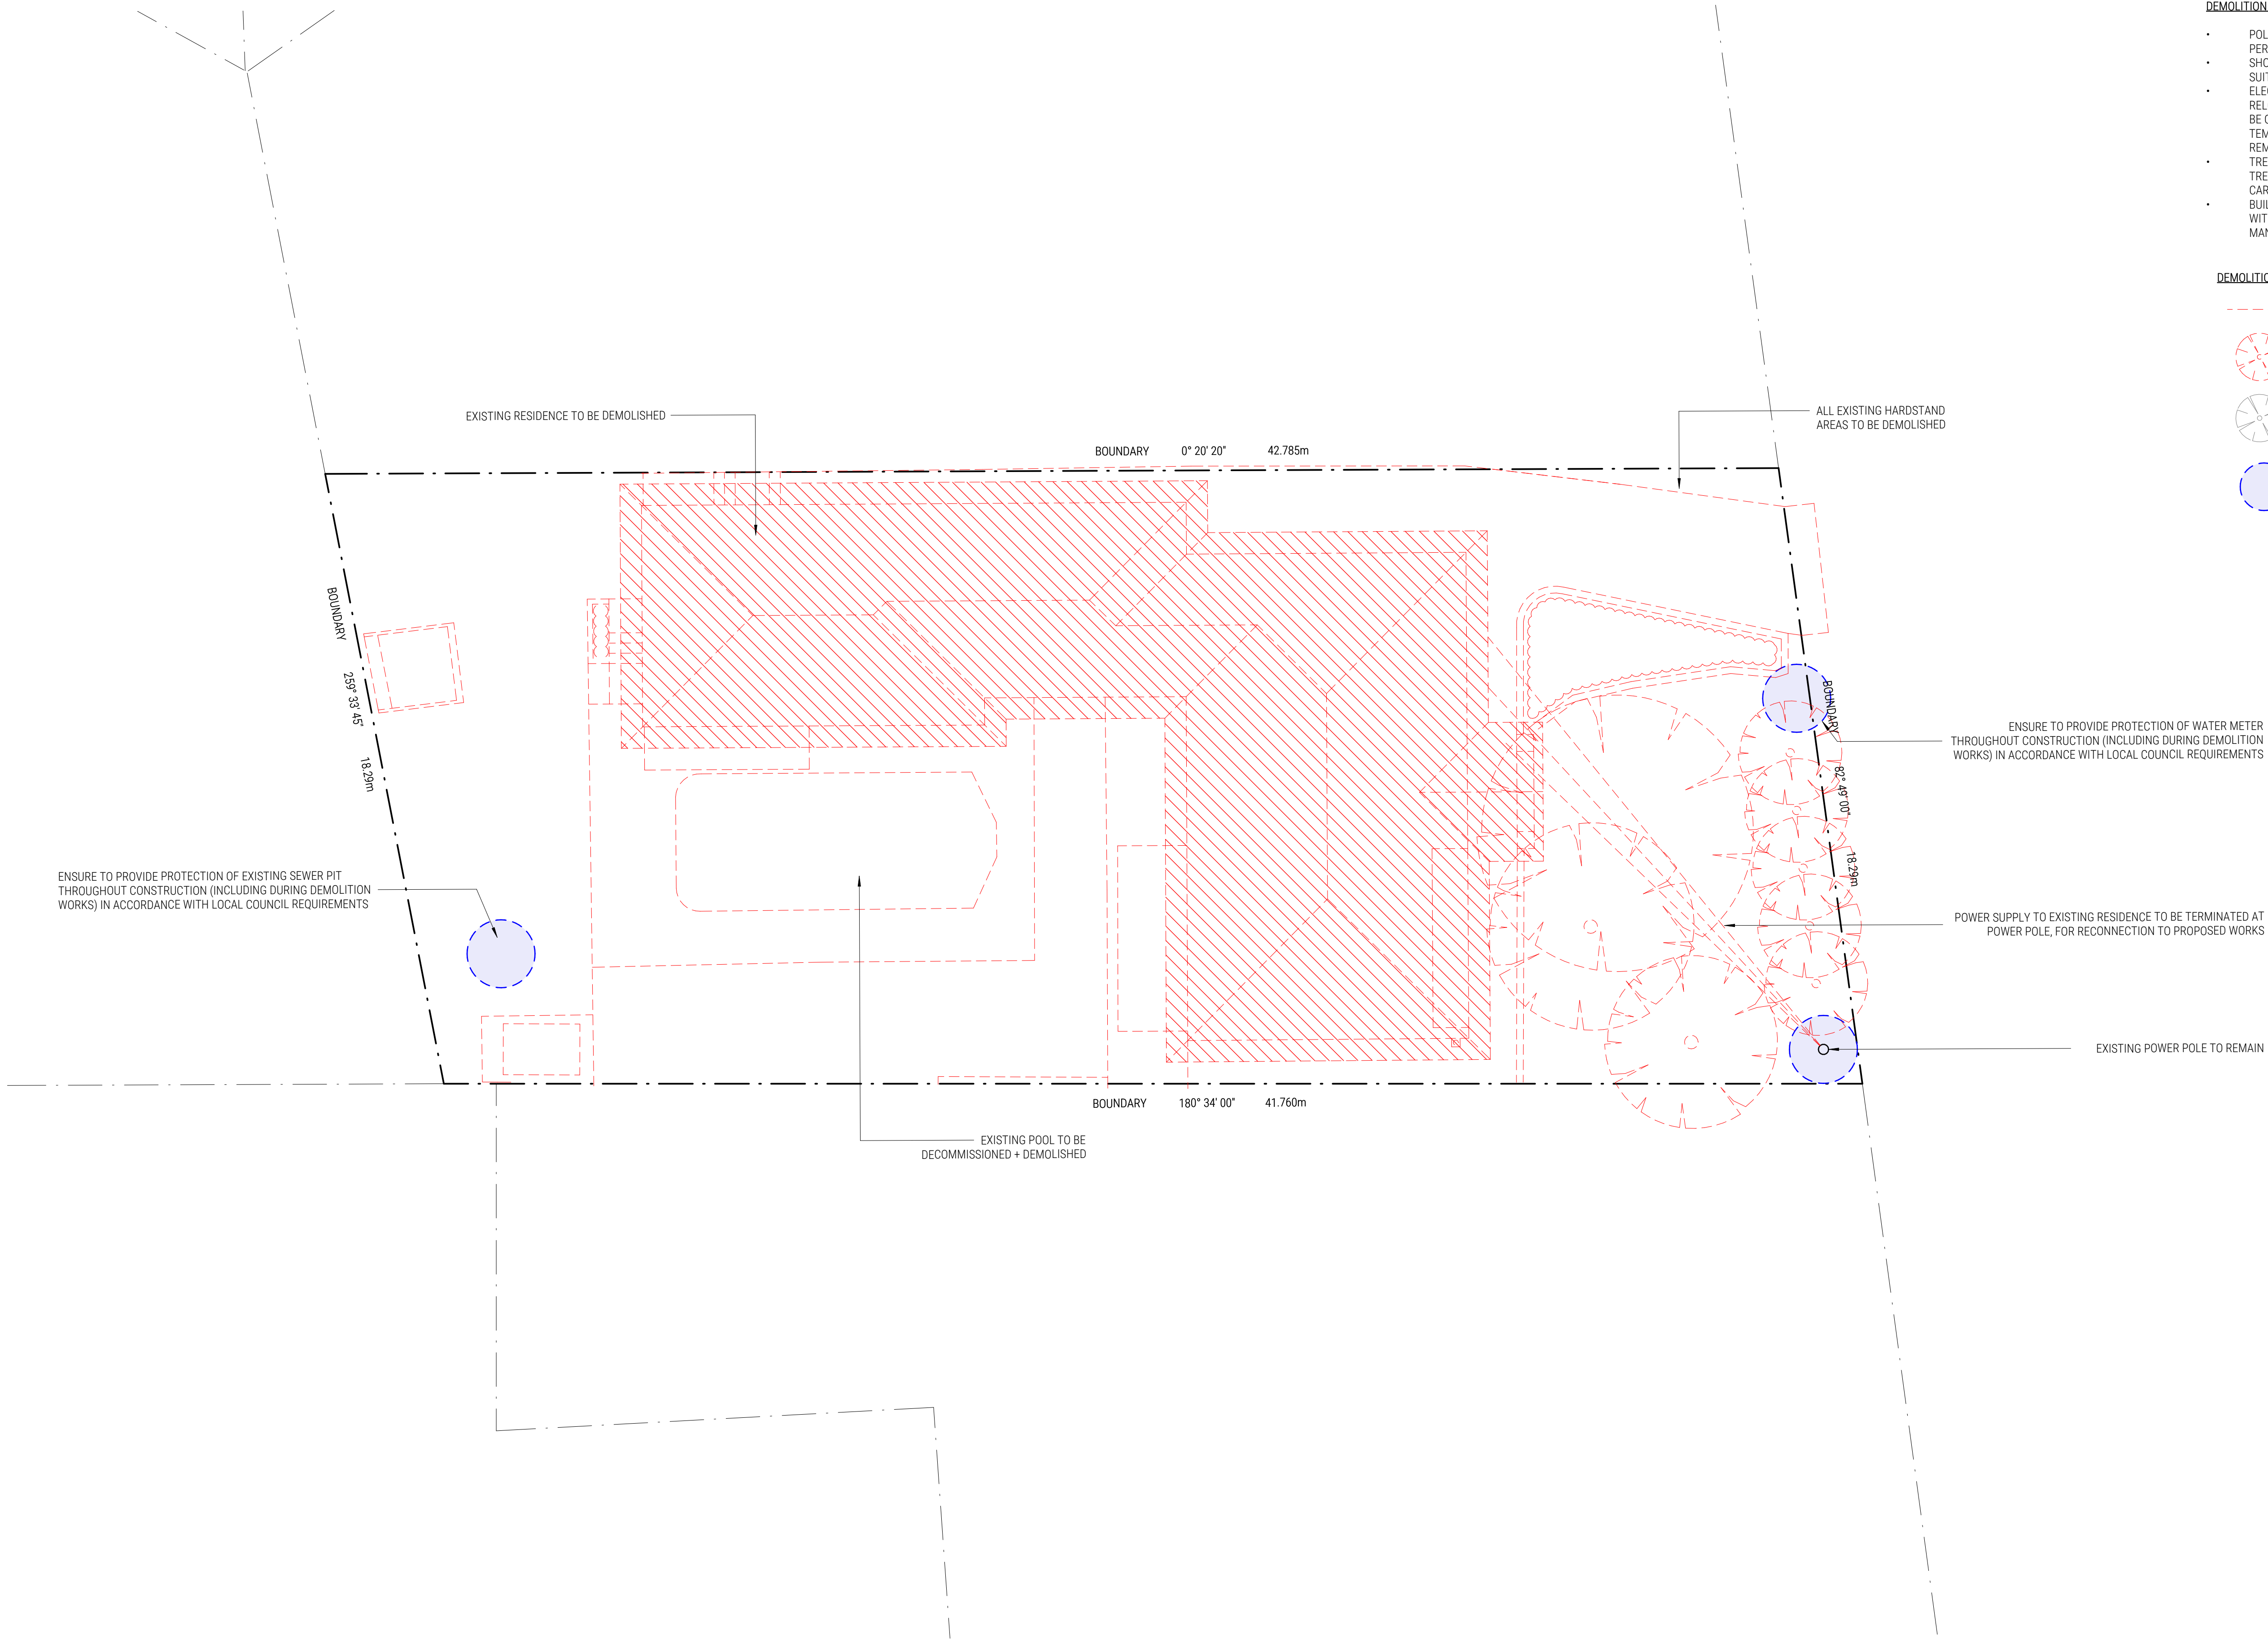 DEMOLITION
EXISTING RESIDENCE TO BE DEMOLISHED
ALL EXISTING HARDSTAND
AREAS TO BE DEMOLISHED
BOUNDARY 0° 20' 20" 42.785m
BOUNDARY 259° 33' 45" 18.29m
BOUNDARY 82° 49' 00" 18.29m
ENSURE TO PROVIDE PROTECTION OF WATER METER
THROUGHOUT CONSTRUCTION (INCLUDING DURING DEMOLITION
WORKS) IN ACCORDANCE WITH LOCAL COUNCIL REQUIREMENTS
ENSURE TO PROVIDE PROTECTION OF EXISTING SEWER PIT
THROUGHOUT CONSTRUCTION (INCLUDING DURING DEMOLITION
WORKS) IN ACCORDANCE WITH LOCAL COUNCIL REQUIREMENTS
POWER SUPPLY TO EXISTING RESIDENCE TO BE TERMINATED AT
POWER POLE, FOR RECONNECTION TO PROPOSED WORKS
EXISTING POWER POLE TO REMAIN
BOUNDARY 180° 34' 00" 41.760m
EXISTING POOL TO BE
DECOMMISSIONED + DEMOLISHED